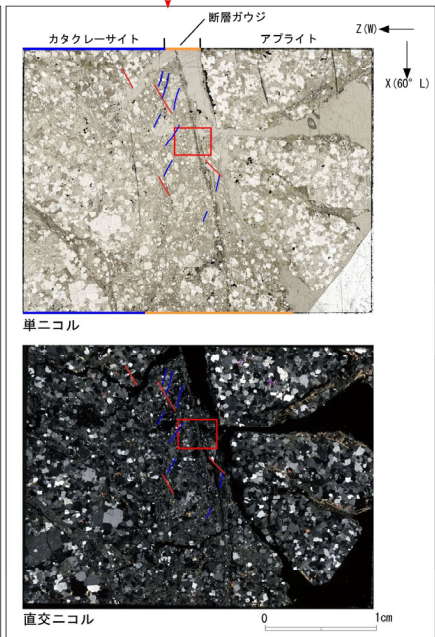 断層ガウジ
カタクレーサイト
アプライト
Z(W)
X(60° L)
単ニコル
直交ニコル
0 1cm